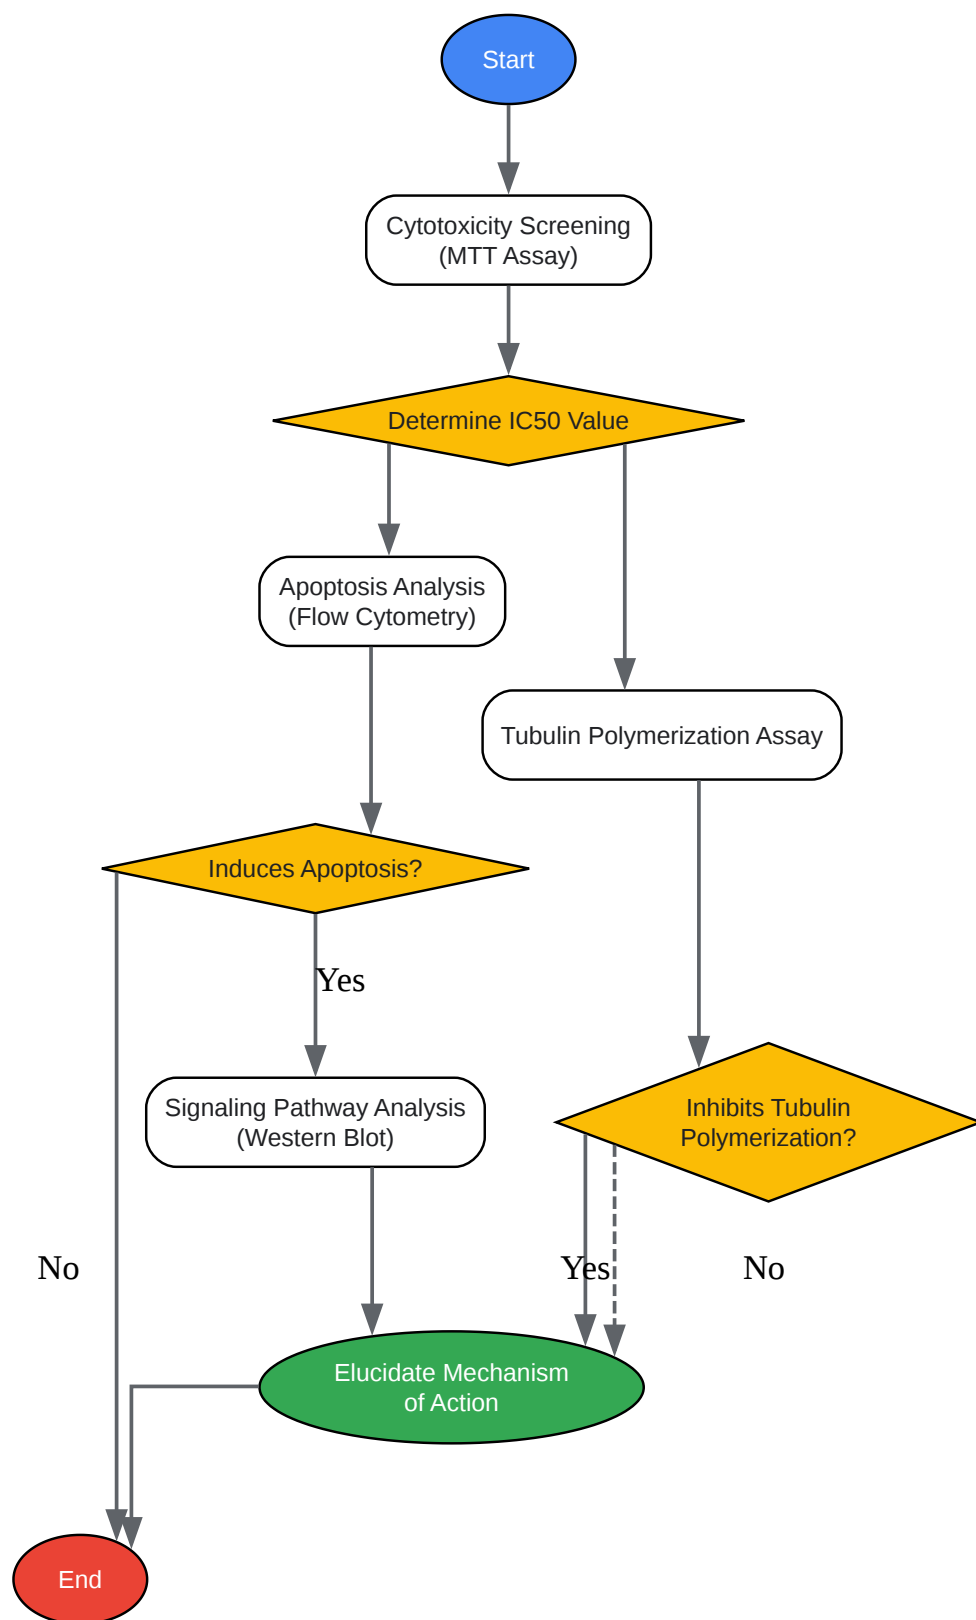 Start
Cytotoxicity Screening
(MTT Assay)
Determine IC50 Value
Apoptosis Analysis
(Flow Cytometry)
Tubulin Polymerization Assay
Induces Apoptosis?
Yes
Signaling Pathway Analysis
(Western Blot)
Inhibits Tubulin
Polymerization?
No
Yes
No
Elucidate Mechanism
of Action
End